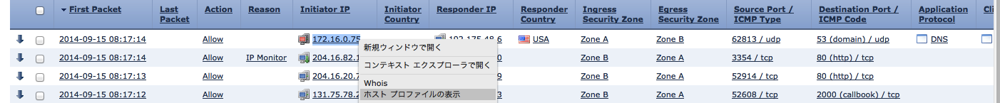 First Packet Last Packet Action Reason Initiator IP Initiator Country Responder IP Responder Country Ingress Security Zone Egress Security Zone Source Port / ICMP Type Destination Port / ICMP Code Application Protocol
2014-09-15 08:17:14 Allow 172.16.0.75 192.175.48.6 USA Zone A Zone B 62813 / udp 53 (domain) / udp DNS
新規ウィンドウで開く
2014-09-15 08:17:14 Allow IP Monitor 204.16.82.1 0 Zone B Zone A 3354 / tcp 80 (http) / tcp
コンテキスト エクスプローラで開く
2014-09-15 08:17:13 Allow 204.16.20.7 9 Zone B Zone A 52914 / tcp 80 (http) / tcp
Whois
2014-09-15 08:17:12 Allow 131.75.78.2 3 Zone B Zone A 52608 / tcp 2000 (callbook) / tcp
ホスト プロファイルの表示